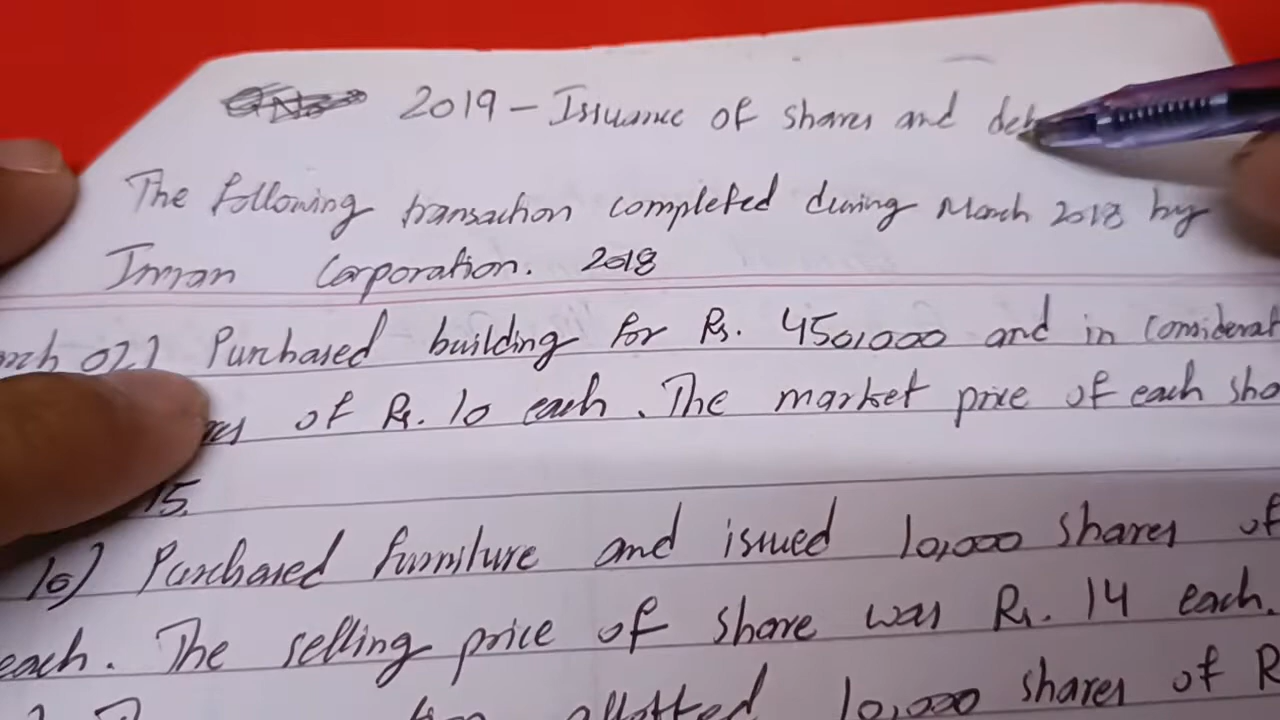 2019 - Issuance of shares and deb
The following transaction completed during March 2018 by
Imran Corporation. 2018
Purchased building for Rs. 450,000 and in considerat
of Rs. 10 each. The market price of each sha
15.
10) Purchased furniture and issued 10,000 shares of
each. The selling price of share was Rs. 14 each.
allotted 10,000 shares of R